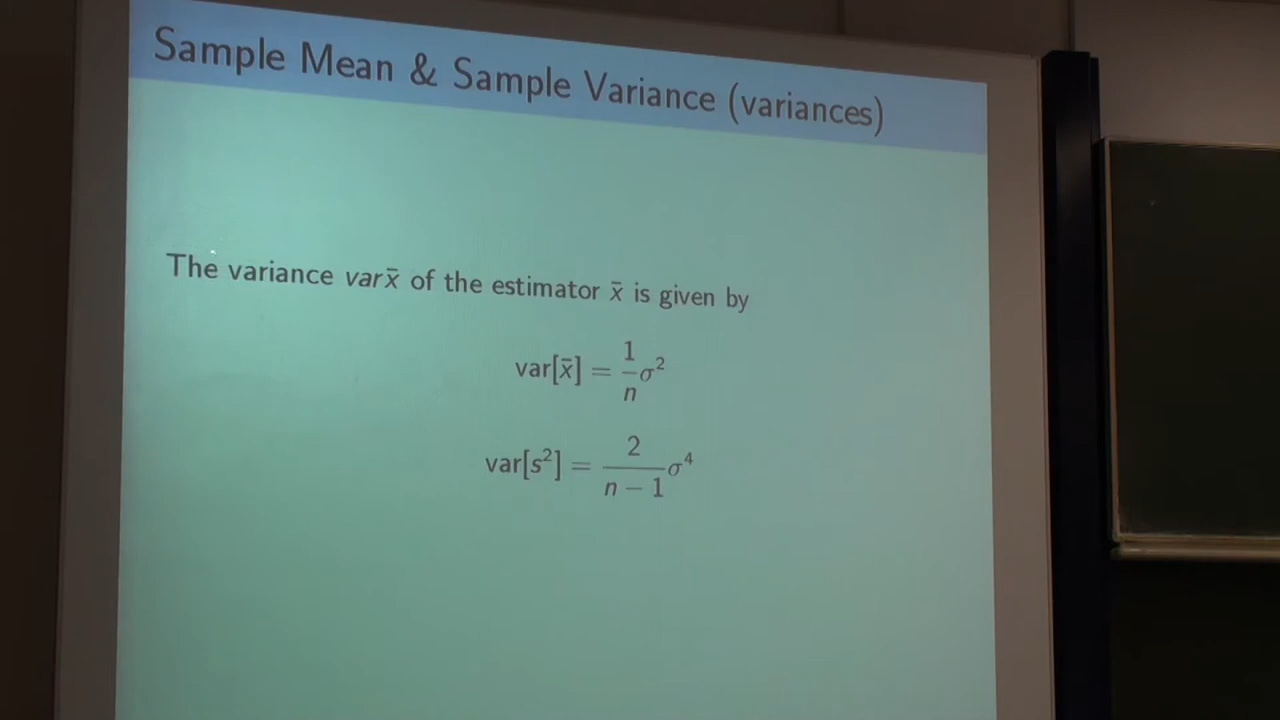 Sample Mean & Sample Variance (variances)
The variance varx̄ of the estimator x̄ is given by
var[x̄] = 1/n σ²
var[s²] = 2/(n − 1) σ⁴